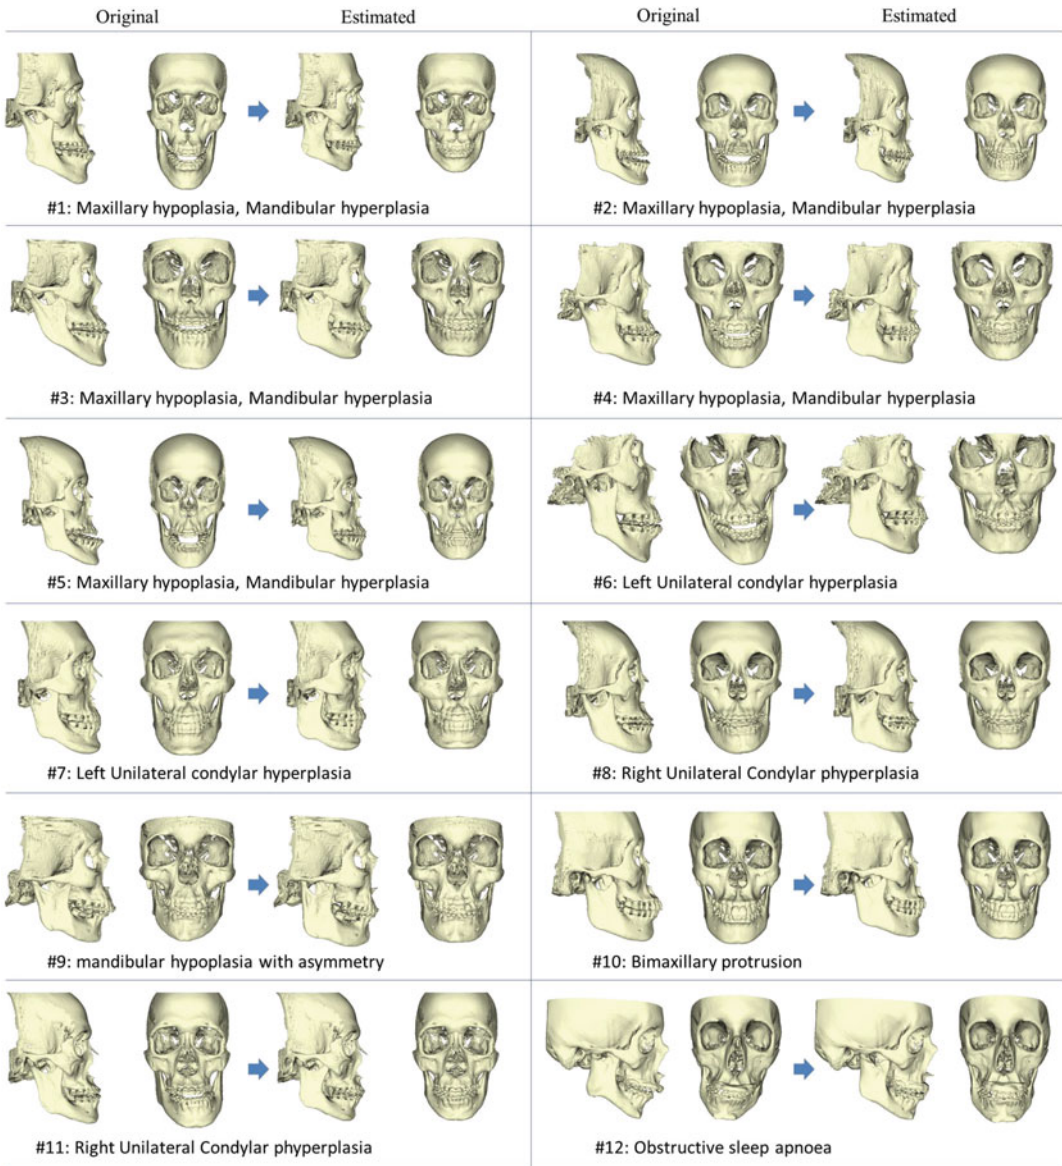 Original Estimated Original Estimated
#1: Maxillary hypoplasia, Mandibular hyperplasia
#2: Maxillary hypoplasia, Mandibular hyperplasia
#3: Maxillary hypoplasia, Mandibular hyperplasia
#4: Maxillary hypoplasia, Mandibular hyperplasia
#5: Maxillary hypoplasia, Mandibular hyperplasia
#6: Left Unilateral condylar hyperplasia
#7: Left Unilateral condylar hyperplasia
#8: Right Unilateral Condylar phyperplasia
#9: mandibular hypoplasia with asymmetry
#10: Bimaxillary protrusion
#11: Right Unilateral Condylar phyperplasia
#12: Obstructive sleep apnoea